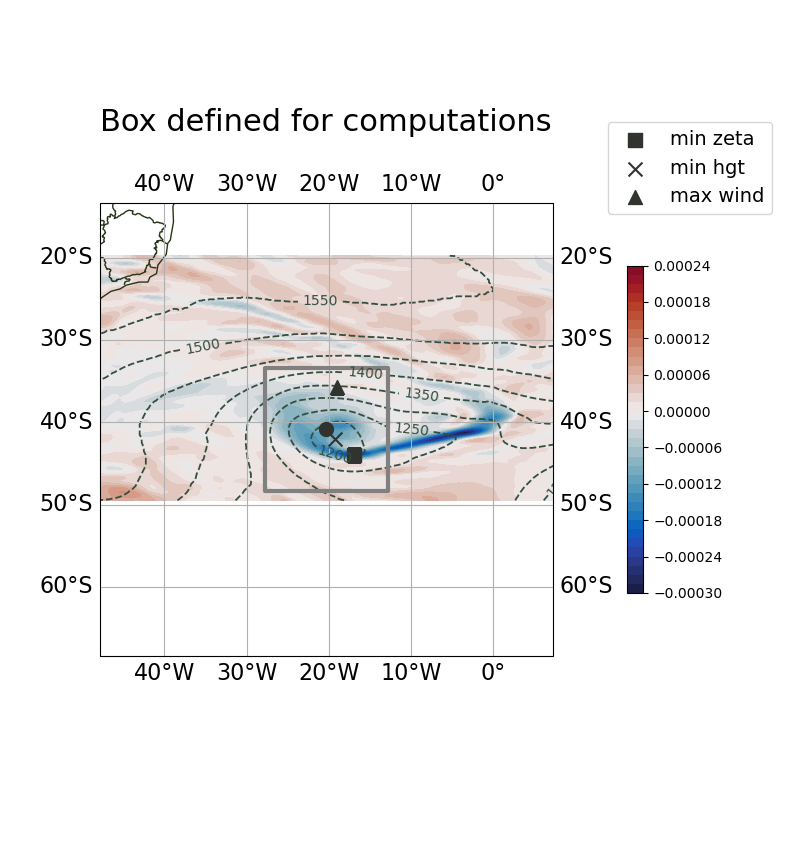 Box defined for computations
min zeta
min hgt
max wind
40°W 30°W 20°W 10°W 0°
20°S 20°S
30°S 30°S
40°S 40°S
50°S 50°S
60°S 60°S
1550
1500
1400
1350
1250
1200
0.00024
0.00018
0.00012
0.00006
0.00000
−0.00006
−0.00012
−0.00018
−0.00024
−0.00030
40°W 30°W 20°W 10°W 0°